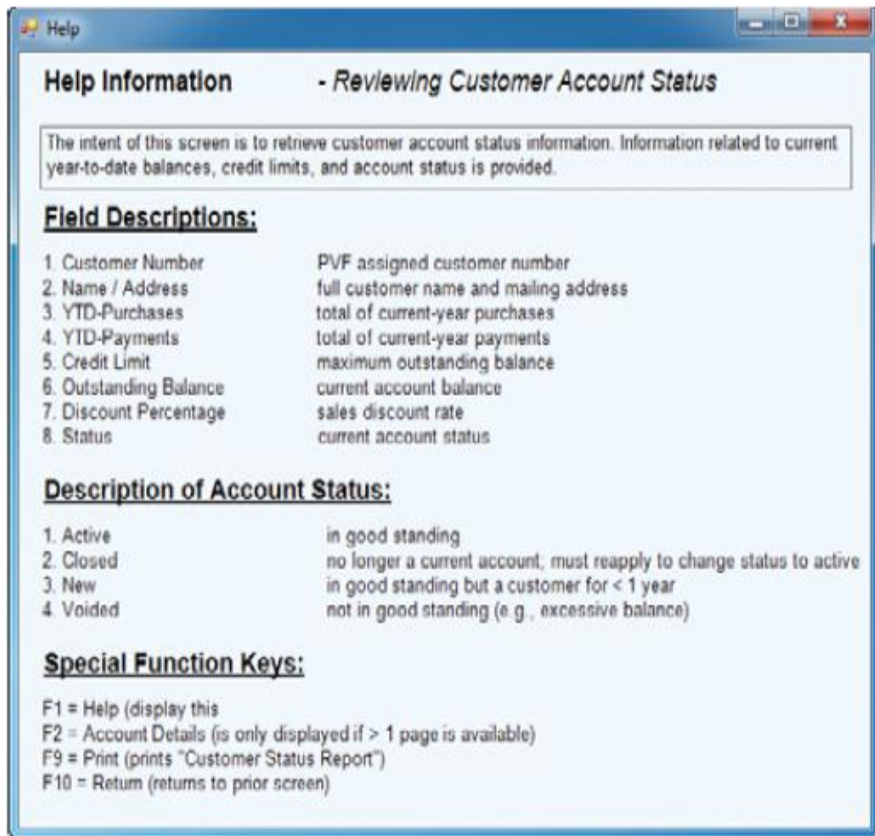 Help
Help Information - Reviewing Customer Account Status
The intent of this screen is to retrieve customer account status information. Information related to current
year-to-date balances, credit limits, and account status is provided.
Field Descriptions:
1. Customer Number PVF assigned customer number
2. Name / Address full customer name and mailing address
3. YTD-Purchases total of current-year purchases
4. YTD-Payments total of current-year payments
5. Credit Limit maximum outstanding balance
6. Outstanding Balance current account balance
7. Discount Percentage sales discount rate
8. Status current account status
Description of Account Status:
1. Active in good standing
2. Closed no longer a current account, must reapply to change status to active
3. New in good standing but a customer for < 1 year
4. Voided not in good standing (e.g., excessive balance)
Special Function Keys:
F1 = Help (display this
F2 = Account Details (is only displayed if > 1 page is available)
F9 = Print (prints "Customer Status Report")
F10 = Return (returns to prior screen)